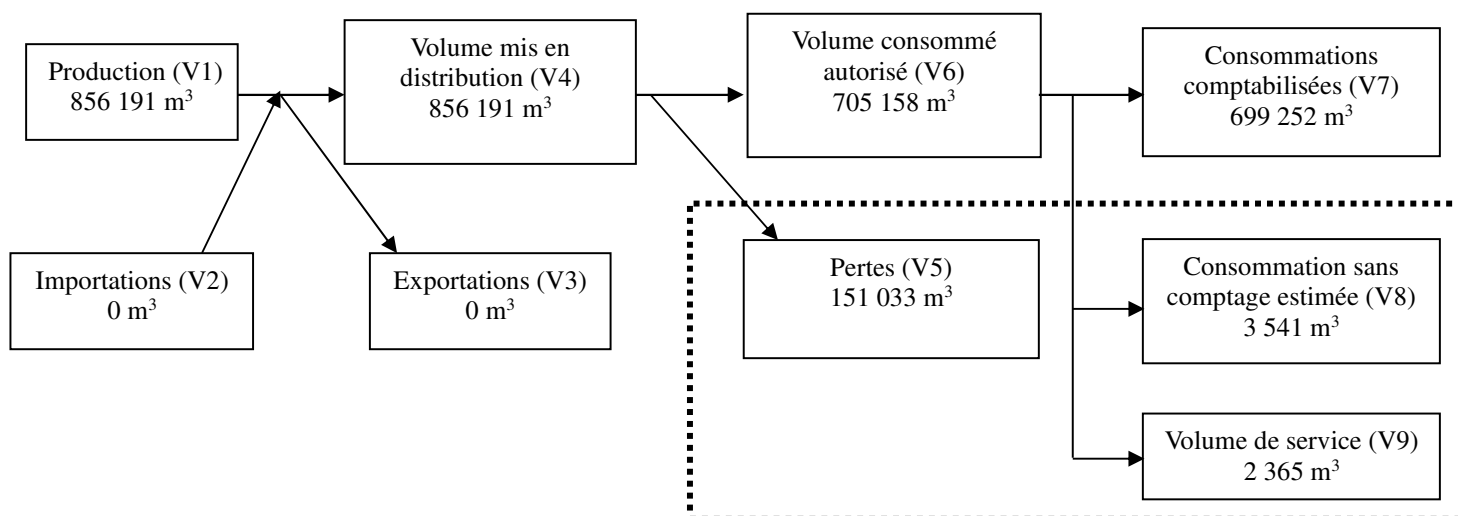 Production (V1)
856 191 m³
Volume mis en
distribution (V4)
856 191 m³
Volume consommé
autorisé (V6)
705 158 m³
Consommations
comptabilisées (V7)
699 252 m³
Importations (V2)
0 m³
Exportations (V3)
0 m³
Pertes (V5)
151 033 m³
Consommation sans
comptage estimée (V8)
3 541 m³
Volume de service (V9)
2 365 m³